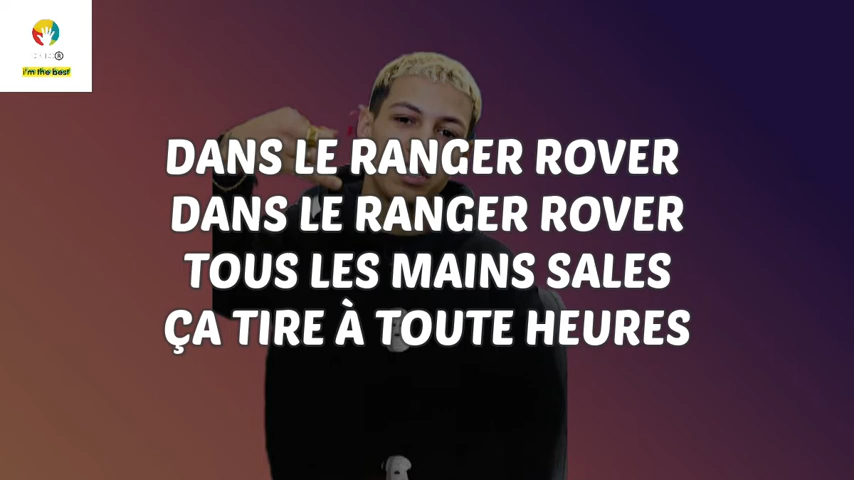 i'm the best
DANS LE RANGER ROVER
DANS LE RANGER ROVER
TOUS LES MAINS SALES
ÇA TIRE À TOUTE HEURES